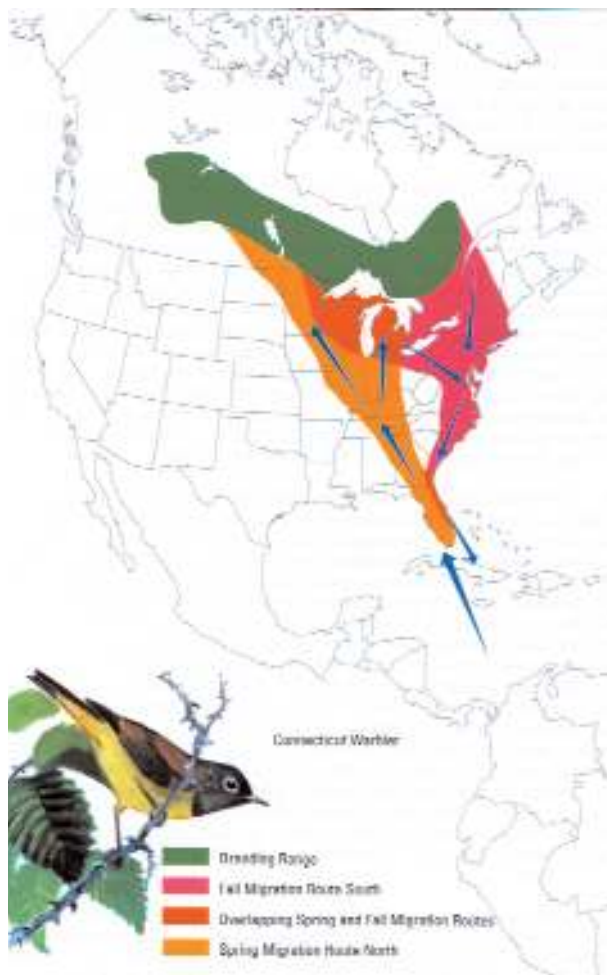 Connecticut Warbler
Breeding Range
Fall Migration Route South
Overlapping Spring and Fall Migration Routes
Spring Migration Route North